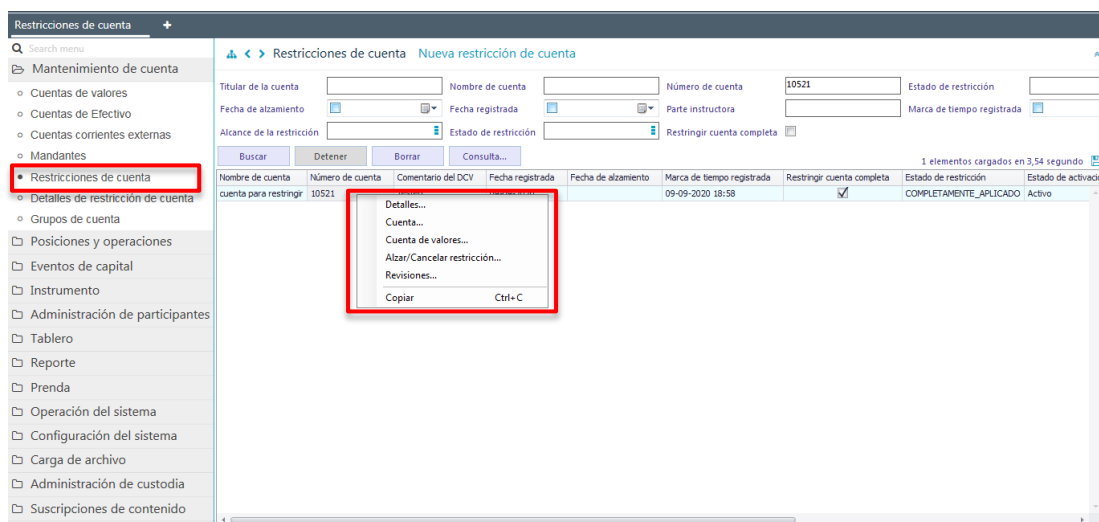 Restricciones de cuenta +
Search menu
Mantenimiento de cuenta
Cuentas de valores
Cuentas de Efectivo
Cuentas corrientes externas
Mandantes
Restricciones de cuenta
Detalles de restricción de cuenta
Grupos de cuenta
Posiciones y operaciones
Eventos de capital
Instrumento
Administración de participantes
Tablero
Reporte
Prenda
Operación del sistema
Configuración del sistema
Carga de archivo
Administración de custodia
Suscripciones de contenido
Restricciones de cuenta Nueva restricción de cuenta
Titular de la cuenta Nombre de cuenta Número de cuenta 10521 Estado de restricción
Fecha de alzamiento Fecha registrada Parte instructora Marca de tiempo registrada
Alcance de la restricción Estado de restricción Restringir cuenta completa
Buscar Detener Borrar Consulta...
1 elementos cargados en 3,54 segundo
Nombre de cuenta Número de cuenta Comentario del DCV Fecha registrada Fecha de alzamiento Marca de tiempo registrada Restringir cuenta completa Estado de restricción Estado de activaci
cuenta para restringir 10521 09-09-2020 18:58 COMPLETAMENTE_APLICADO Activo
Detalles...
Cuenta...
Cuenta de valores...
Alzar/Cancelar restricción...
Revisiones...
Copiar Ctrl+C